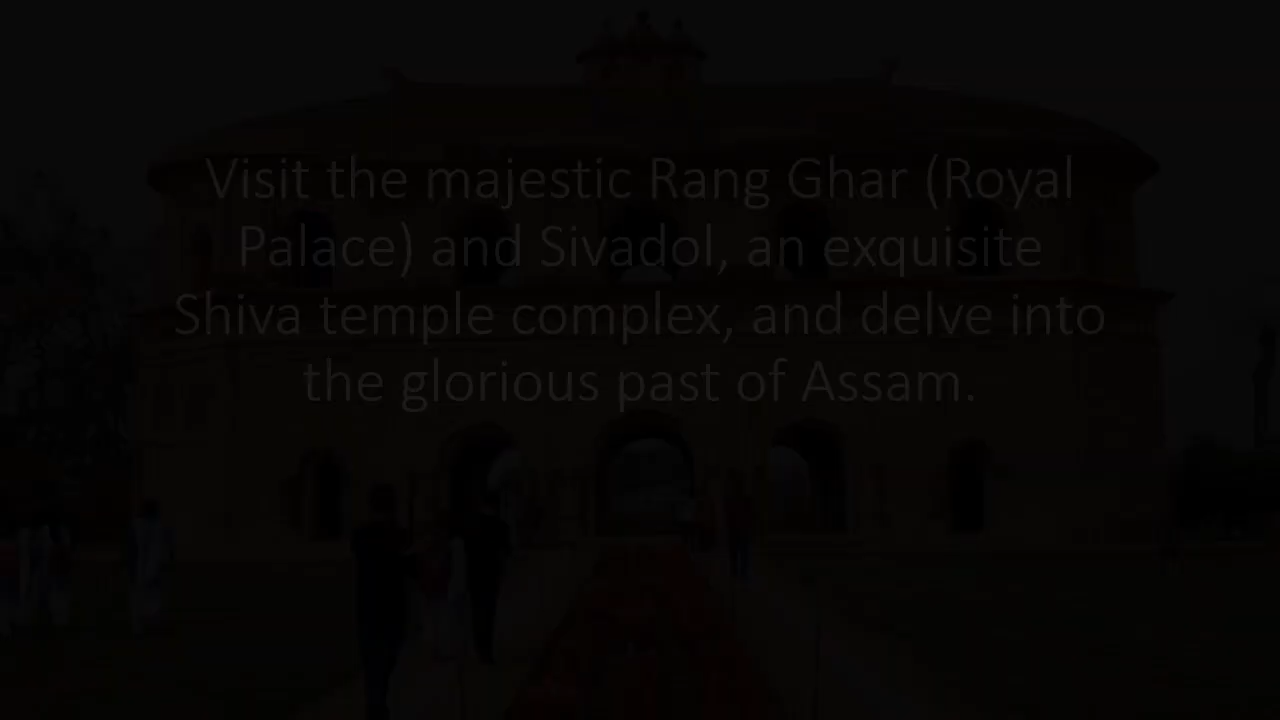 Visit the majestic Rang Ghar (Royal
Palace) and Sivadol, an exquisite
Shiva temple complex, and delve into
the glorious past of Assam.